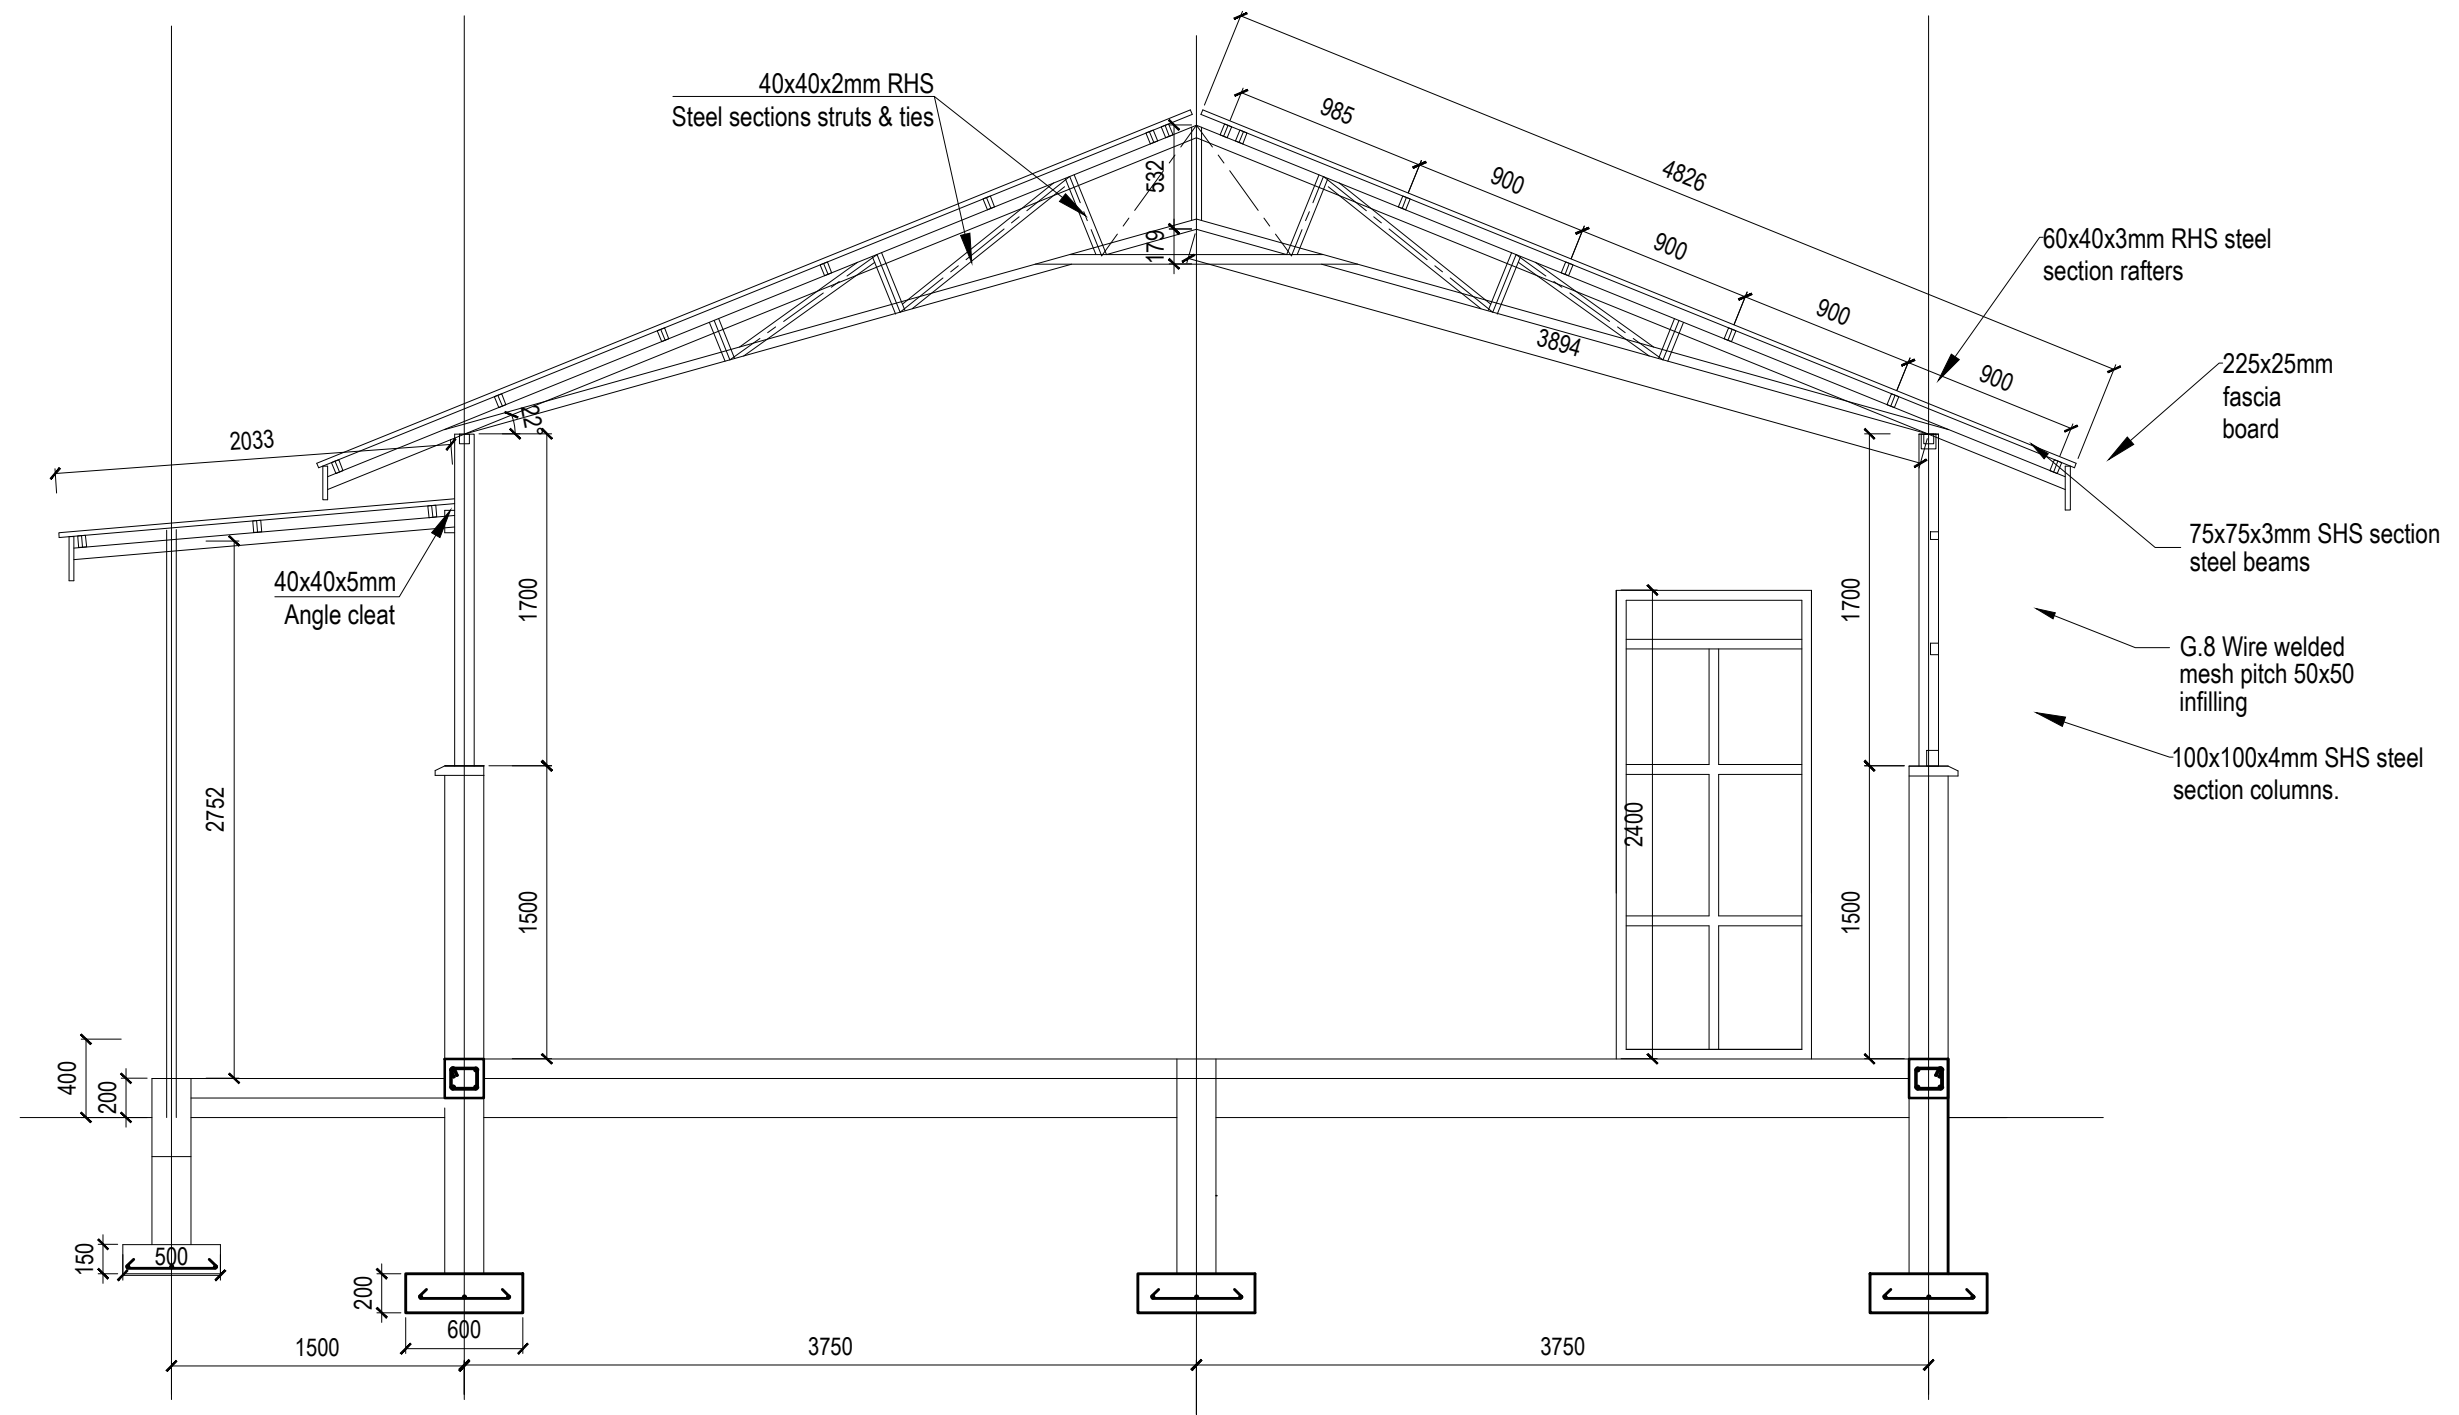 40x40x2mm RHS
Steel sections struts & ties
985
900
900
900
900
4826
532
179
3894
60x40x3mm RHS steel
section rafters
225x25mm
fascia
board
22°
2033
40x40x5mm
Angle cleat
75x75x3mm SHS section
steel beams
G.8 Wire welded
mesh pitch 50x50
infilling
100x100x4mm SHS steel
section columns.
1700
1700
2752
2400
1500
1500
400
200
150
500
200
600
1500
3750
3750